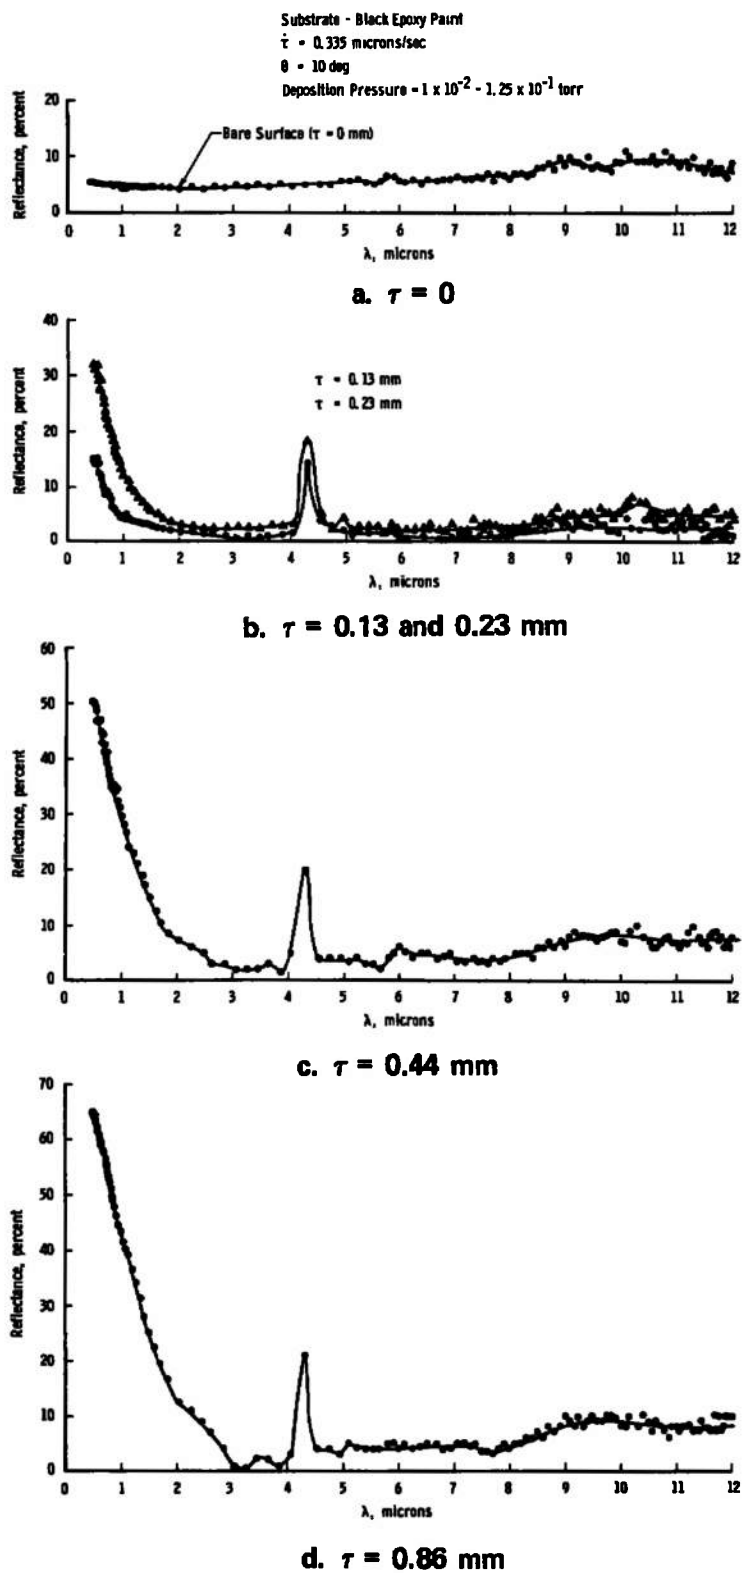 Substrate - Black Epoxy Paint
τ̇ = 0.335 microns/sec
θ = 10 deg
Deposition Pressure = 1 x 10⁻² - 1.25 x 10⁻¹ torr
20
10
0
Reflectance, percent
Bare Surface (τ = 0 mm)
0 1 2 3 4 5 6 7 8 9 10 11 12
λ, microns
a. τ = 0
40
30
20
10
0
Reflectance, percent
τ = 0.13 mm
τ = 0.23 mm
0 1 2 3 4 5 6 7 8 9 10 11 12
λ, microns
b. τ = 0.13 and 0.23 mm
60
50
40
30
20
10
0
Reflectance, percent
0 1 2 3 4 5 6 7 8 9 10 11 12
λ, microns
c. τ = 0.44 mm
70
60
50
40
30
20
10
0
Reflectance, percent
0 1 2 3 4 5 6 7 8 9 10 11 12
λ, microns
d. τ = 0.86 mm